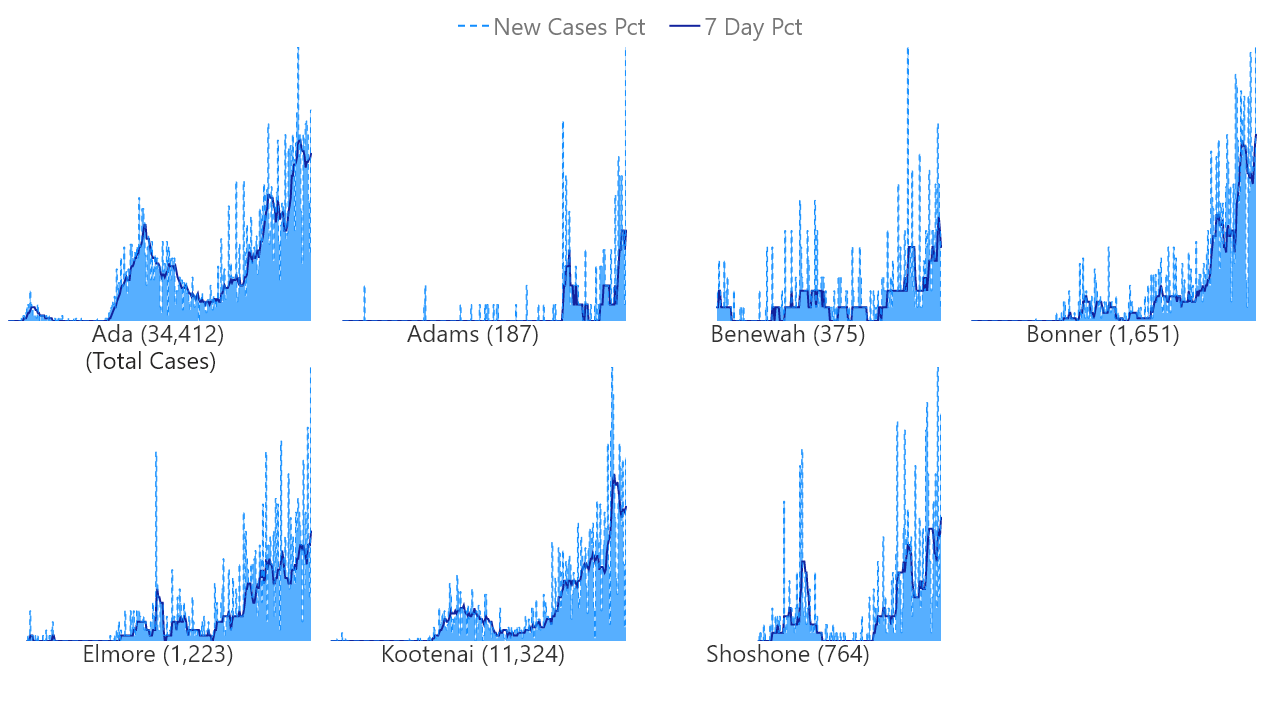 New Cases Pct 7 Day Pct
Ada (34,412) Adams (187) Benewah (375) Bonner (1,651)
(Total Cases)
Elmore (1,223) Kootenai (11,324) Shoshone (764)